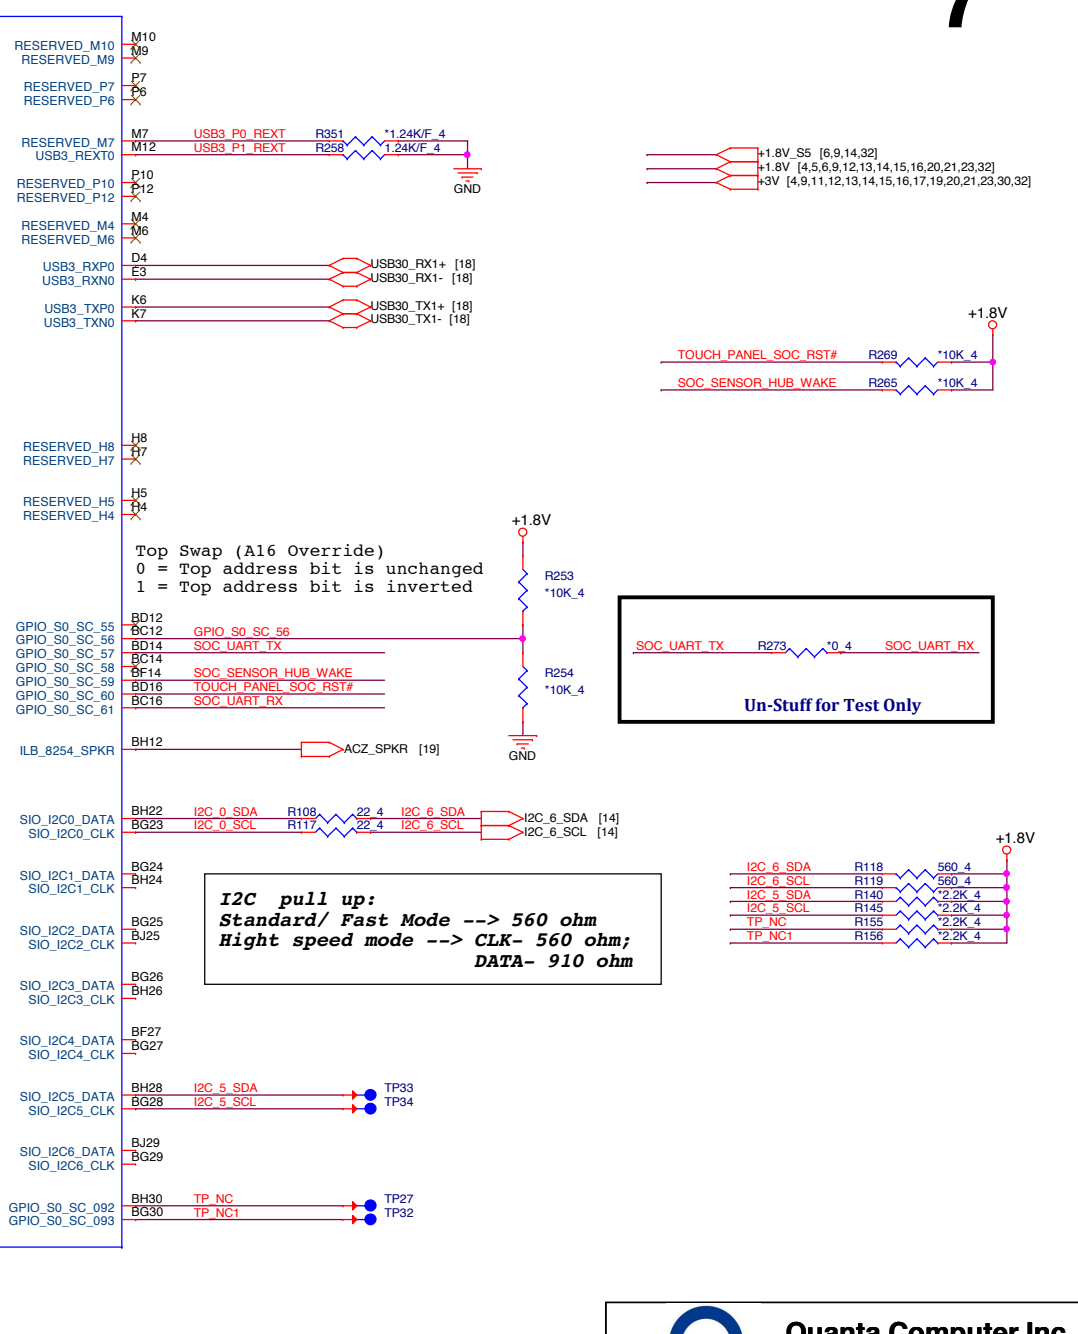 7
RESERVED_M10 M10
RESERVED_M9 M9
RESERVED_P7 P7
RESERVED_P6 P6
RESERVED_M7 M7 USB3_P0_REXT R351 *1.24K/F_4
USB3_REXT0 M12 USB3_P1_REXT R258 1.24K/F_4
GND
+1.8V_S5 [6,9,14,32]
+1.8V [4,5,6,9,12,13,14,15,16,20,21,23,32]
+3V [4,9,11,12,13,14,15,16,17,19,20,21,23,30,32]
RESERVED_P10 P10
RESERVED_P12 P12
RESERVED_M4 M4
RESERVED_M6 M6
USB3_RXP0 D4 USB30_RX1+ [18]
USB3_RXN0 E3 USB30_RX1- [18]
USB3_TXP0 K6 USB30_TX1+ [18]
USB3_TXN0 K7 USB30_TX1- [18]
+1.8V
TOUCH_PANEL_SOC_RST# R269 *10K_4
SOC_SENSOR_HUB_WAKE R265 *10K_4
RESERVED_H8 H8
RESERVED_H7 H7
RESERVED_H5 H5
RESERVED_H4 H4
+1.8V
Top Swap (A16 Override)
0 = Top address bit is unchanged
1 = Top address bit is inverted
R253
*10K_4
GPIO_S0_SC_55 BD12
GPIO_S0_SC_56 BC12 GPIO_S0_SC_56
GPIO_S0_SC_57 BD14 SOC_UART_TX
GPIO_S0_SC_58 BC14
GPIO_S0_SC_59 BF14 SOC_SENSOR_HUB_WAKE
GPIO_S0_SC_60 BD16 TOUCH_PANEL_SOC_RST#
GPIO_S0_SC_61 BC16 SOC_UART_RX
R254
*10K_4
GND
SOC_UART_TX R273 *0_4 SOC_UART_RX
Un-Stuff for Test Only
ILB_8254_SPKR BH12 ACZ_SPKR [19]
SIO_I2C0_DATA BH22 I2C_0_SDA R108 22_4 I2C_6_SDA I2C_6_SDA [14]
SIO_I2C0_CLK BG23 I2C_0_SCL R117 22_4 I2C_6_SCL I2C_6_SCL [14]
SIO_I2C1_DATA BG24
SIO_I2C1_CLK BH24
SIO_I2C2_DATA BG25
SIO_I2C2_CLK BJ25
I2C pull up:
Standard/ Fast Mode --> 560 ohm
Hight speed mode --> CLK- 560 ohm;
DATA- 910 ohm
+1.8V
I2C_6_SDA R118 560_4
I2C_6_SCL R119 560_4
I2C_5_SDA R140 *2.2K_4
I2C_5_SCL R145 *2.2K_4
TP_NC R155 *2.2K_4
TP_NC1 R156 *2.2K_4
SIO_I2C3_DATA BG26
SIO_I2C3_CLK BH26
SIO_I2C4_DATA BF27
SIO_I2C4_CLK BG27
SIO_I2C5_DATA BH28 I2C_5_SDA TP33
SIO_I2C5_CLK BG28 I2C_5_SCL TP34
SIO_I2C6_DATA BJ29
SIO_I2C6_CLK BG29
GPIO_S0_SC_092 BH30 TP_NC TP27
GPIO_S0_SC_093 BG30 TP_NC1 TP32
Quanta Computer Inc